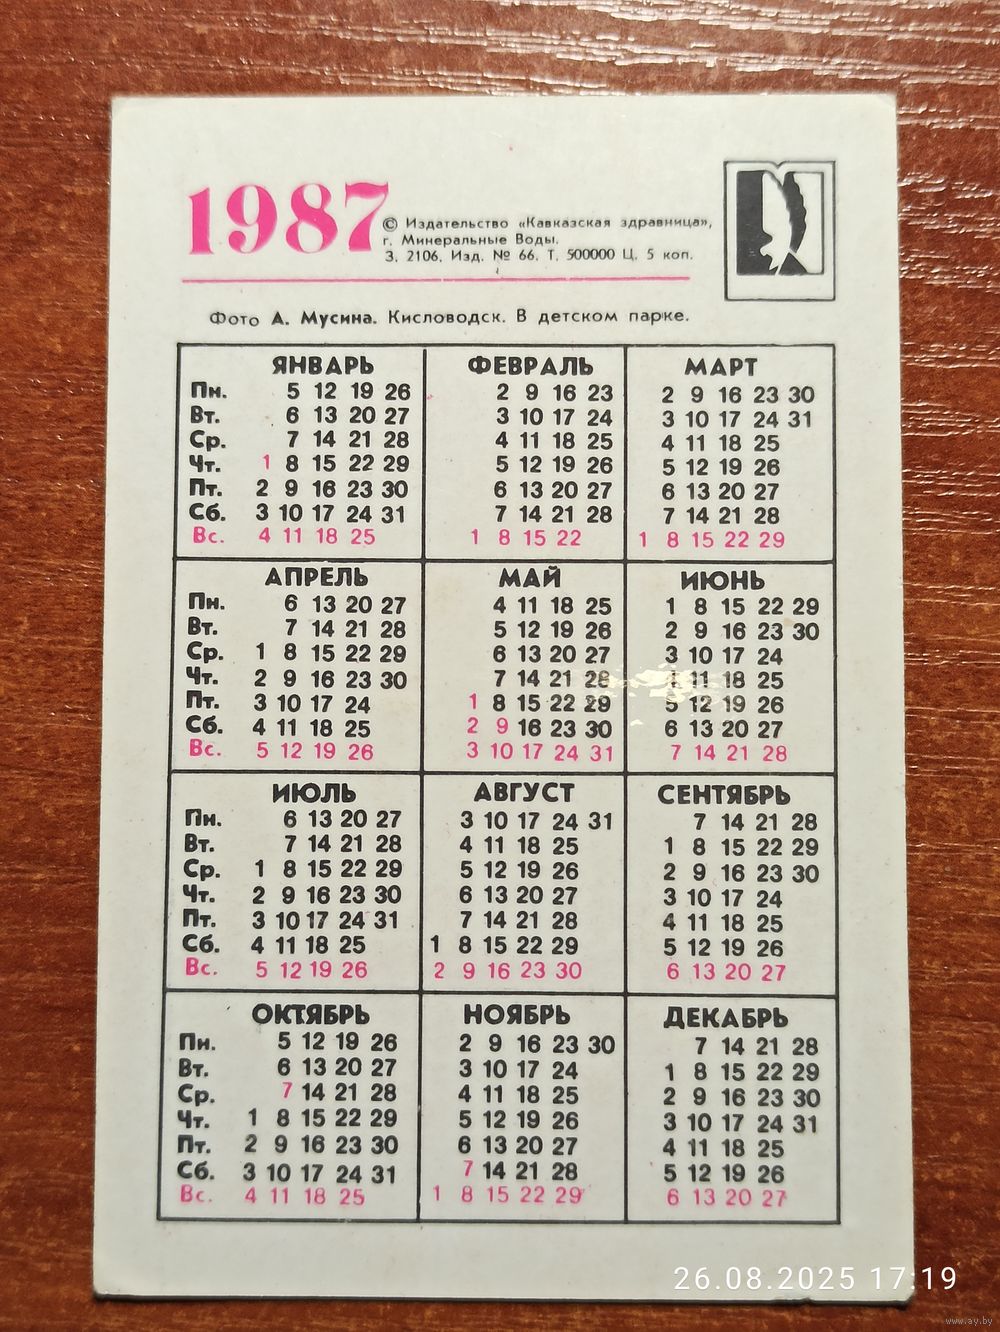 1987
© Издательство «Кавказская здравница»,
г. Минеральные Воды.
З. 2106. Изд. № 66. Т. 500000 Ц. 5 коп.
Фото А. Мусина. Кисловодск. В детском парке.
ЯНВАРЬ ФЕВРАЛЬ МАРТ
Пн. 5 12 19 26 2 9 16 23 2 9 16 23 30
Вт. 6 13 20 27 3 10 17 24 3 10 17 24 31
Ср. 7 14 21 28 4 11 18 25 4 11 18 25
Чт. 1 8 15 22 29 5 12 19 26 5 12 19 26
Пт. 2 9 16 23 30 6 13 20 27 6 13 20 27
Сб. 3 10 17 24 31 7 14 21 28 7 14 21 28
Вс. 4 11 18 25 1 8 15 22 1 8 15 22 29
АПРЕЛЬ МАЙ ИЮНЬ
Пн. 6 13 20 27 4 11 18 25 1 8 15 22 29
Вт. 7 14 21 28 5 12 19 26 2 9 16 23 30
Ср. 1 8 15 22 29 6 13 20 27 3 10 17 24
Чт. 2 9 16 23 30 7 14 21 28 4 11 18 25
Пт. 3 10 17 24 1 8 15 22 29 5 12 19 26
Сб. 4 11 18 25 2 9 16 23 30 6 13 20 27
Вс. 5 12 19 26 3 10 17 24 31 7 14 21 28
ИЮЛЬ АВГУСТ СЕНТЯБРЬ
Пн. 6 13 20 27 3 10 17 24 31 7 14 21 28
Вт. 7 14 21 28 4 11 18 25 1 8 15 22 29
Ср. 1 8 15 22 29 5 12 19 26 2 9 16 23 30
Чт. 2 9 16 23 30 6 13 20 27 3 10 17 24
Пт. 3 10 17 24 31 7 14 21 28 4 11 18 25
Сб. 4 11 18 25 1 8 15 22 29 5 12 19 26
Вс. 5 12 19 26 2 9 16 23 30 6 13 20 27
ОКТЯБРЬ НОЯБРЬ ДЕКАБРЬ
Пн. 5 12 19 26 2 9 16 23 30 7 14 21 28
Вт. 6 13 20 27 3 10 17 24 1 8 15 22 29
Ср. 7 14 21 28 4 11 18 25 2 9 16 23 30
Чт. 1 8 15 22 29 5 12 19 26 3 10 17 24 31
Пт. 2 9 16 23 30 6 13 20 27 4 11 18 25
Сб. 3 10 17 24 31 7 14 21 28 5 12 19 26
Вс. 4 11 18 25 1 8 15 22 29 6 13 20 27
26.08.2025 17:19
www.ay.by